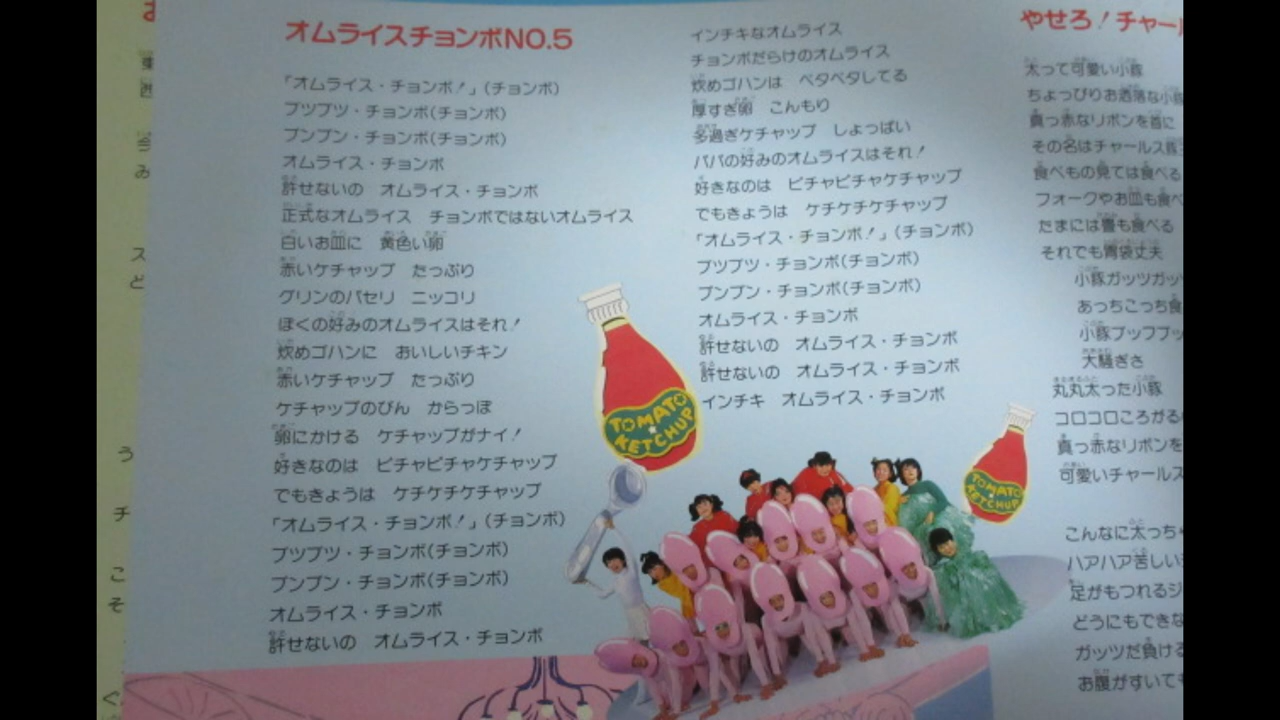 オムライスチョンボNO.5
「オムライス・チョンボ!」(チョンボ)
ブツブツ・チョンボ(チョンボ)
プンプン・チョンボ(チョンボ)
オムライス・チョンボ
許せないの オムライス・チョンボ
正式なオムライス チョンボではないオムライス
白いお皿に 黄色い卵
赤いケチャップ たっぷり
グリンのパセリ ニッコリ
ぼくの好みのオムライスはそれ!
炊めゴハンに おいしいチキン
赤いケチャップ たっぷり
ケチャップのびん からっぽ
卵にかける ケチャップがナイ!
好きなのは ピチャピチャケチャップ
でもきょうは ケチケチケチャップ
「オムライス・チョンボ!」(チョンボ)
ブツブツ・チョンボ(チョンボ)
プンプン・チョンボ(チョンボ)
オムライス・チョンボ
許せないの オムライス・チョンボ
インチキなオムライス
チョンボだらけのオムライス
炊めゴハンは ベタベタしてる
厚すぎ卵 こんもり
多過ぎケチャップ しょっぱい
パパの好みのオムライスはそれ!
好きなのは ピチャピチャケチャップ
でもきょうは ケチケチケチャップ
「オムライス・チョンボ!」(チョンボ)
ブツブツ・チョンボ(チョンボ)
プンプン・チョンボ(チョンボ)
オムライス・チョンボ
許せないの オムライス・チョンボ
許せないの オムライス・チョンボ
インチキ オムライス・チョンボ
TOMATO
KETCHUP
TOMATO
KETCHUP
やせろ!チャー
太って可愛い小豚
ちょっぴりお洒落な小豚
真っ赤なリボンを首に
その名はチャールス豚
食べもの見ては食べる
フォークやお皿も食べ
たまには畳も食べる
それでも胃袋丈夫
小豚ガッツガッ
あっちこっち食
小豚ブッフブッ
大騒ぎさ
丸丸太った小豚
コロコロころがる
真っ赤なリボンを
可愛いチャールス
こんなに太っち
ハアハア苦しい
足がもつれるジ
どうにもできな
ガッツだ負ける
お腹がすいても